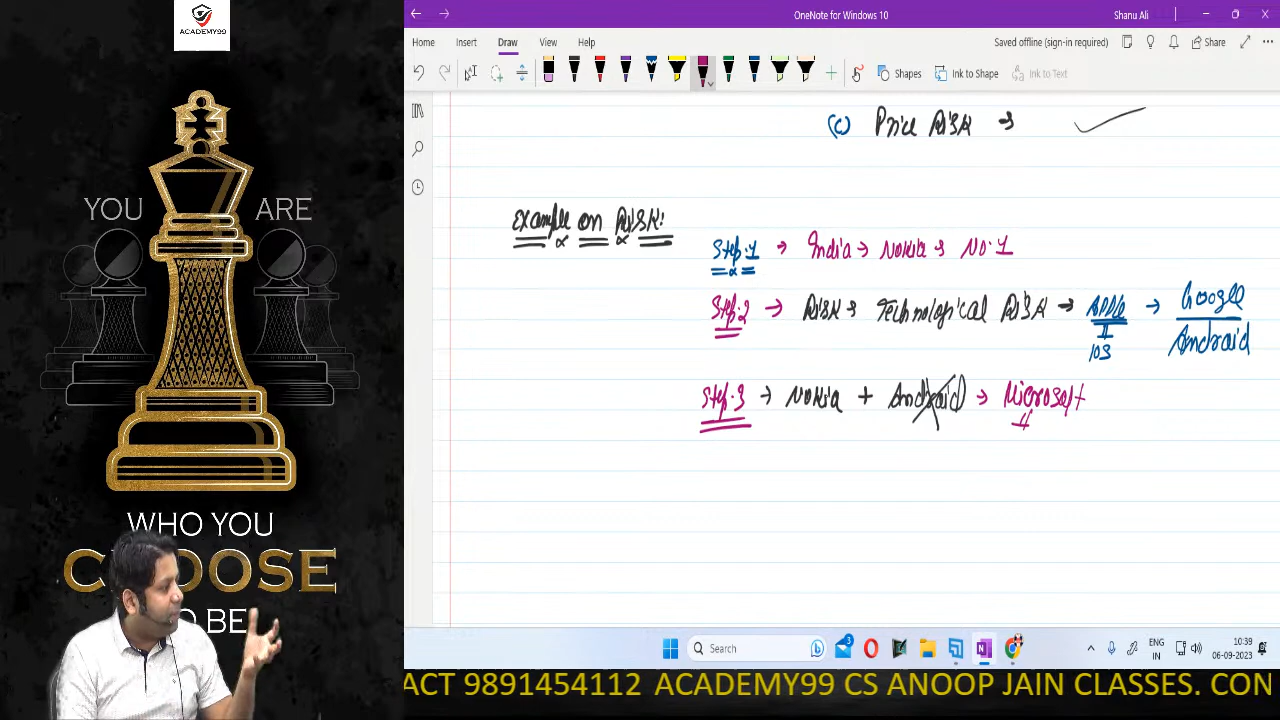 ACADEMY99
YOU ARE
WHO YOU
CHOOSE
TO BE
OneNote for Windows 10
Shanu Ali
Home Insert Draw View Help
Saved offline (sign-in required)
Share
Shapes Ink to Shape Ink to Text
(c) Price Risk →
Example on Risk:
Step-1 → India → Nokia → No.1
Step-2 → Risk → Technological Risk → Apple → Google
IOS Android
Step-3 → Nokia + Android → Microsoft
Search
3
ENG
IN
10:39
06-09-2023
ACT 9891454112 ACADEMY99 CS ANOOP JAIN CLASSES. CON